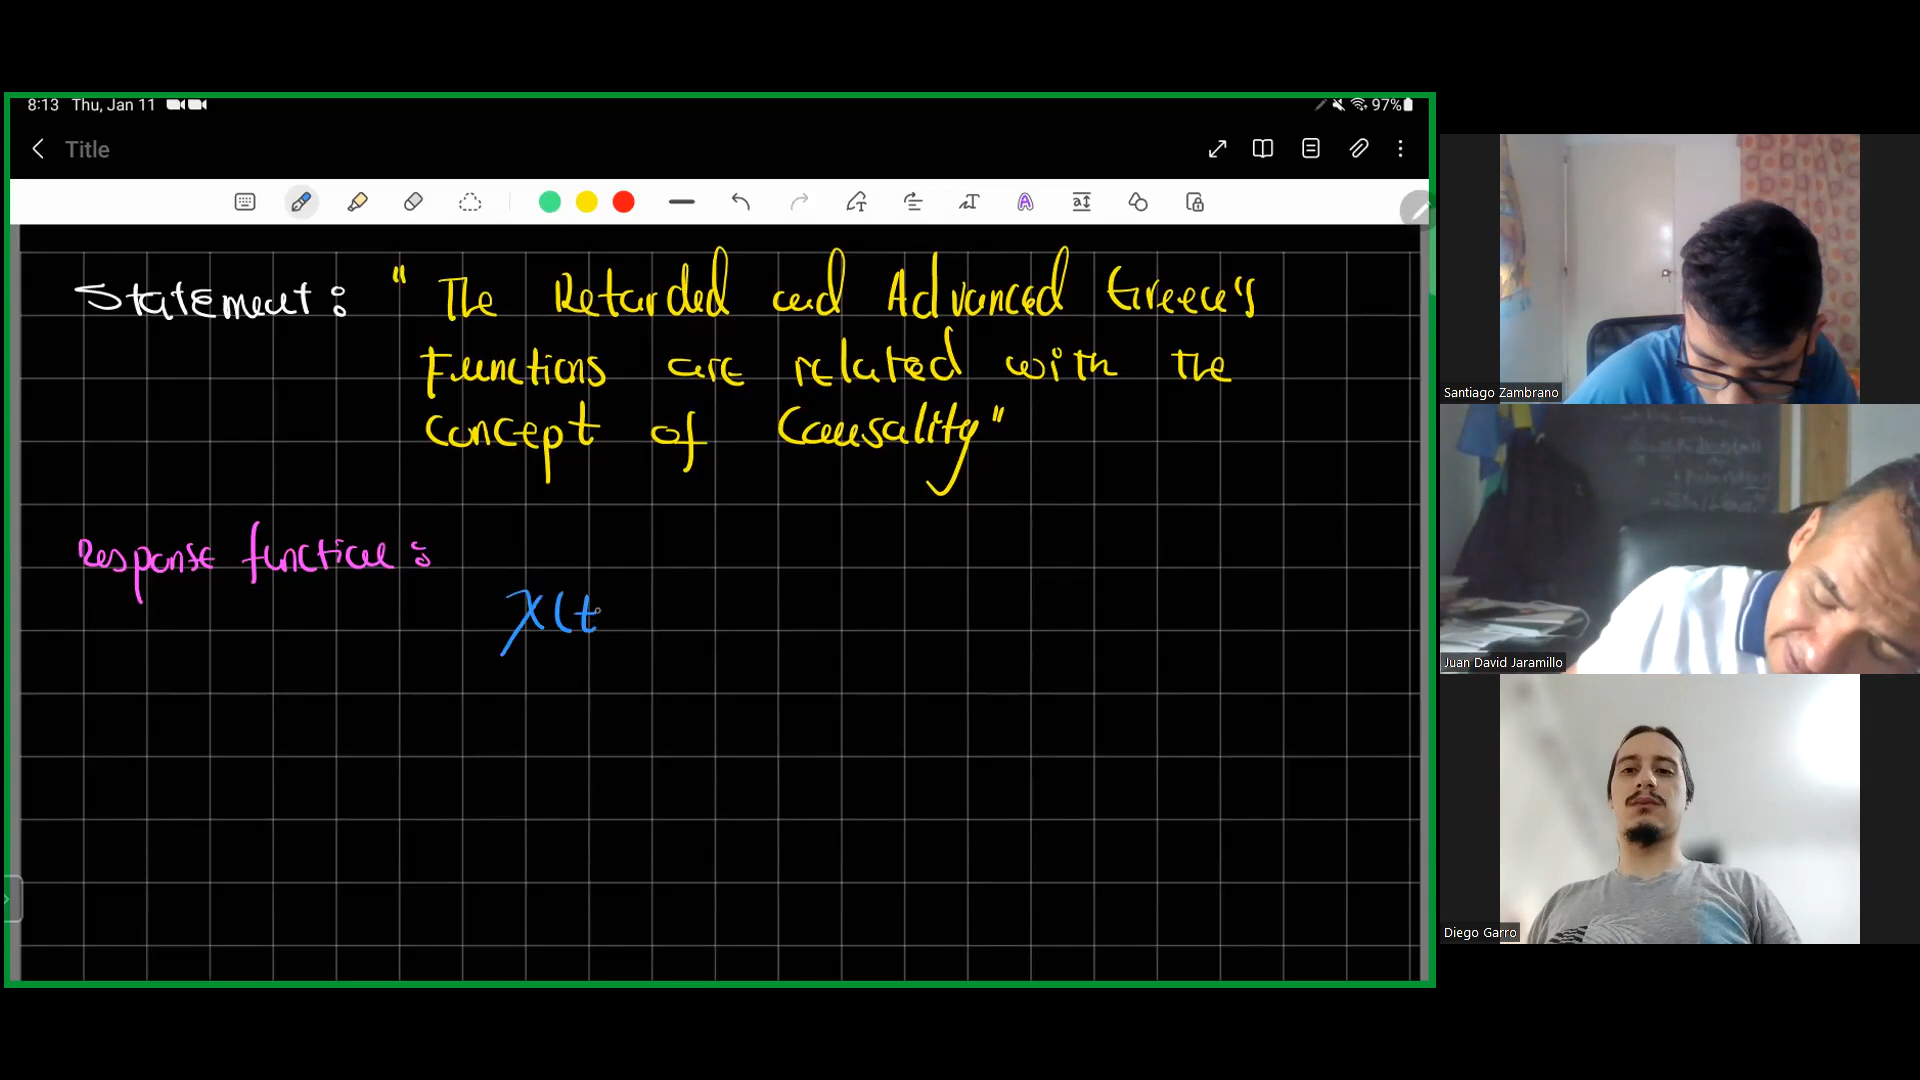 8:13 Thu, Jan 11 97%
Title
Statement: "The Retarded and Advanced Green's
Functions are related with the
concept of Causality"
Response function:
χ(t
Santiago Zambrano
Juan David Jaramillo
Diego Garro